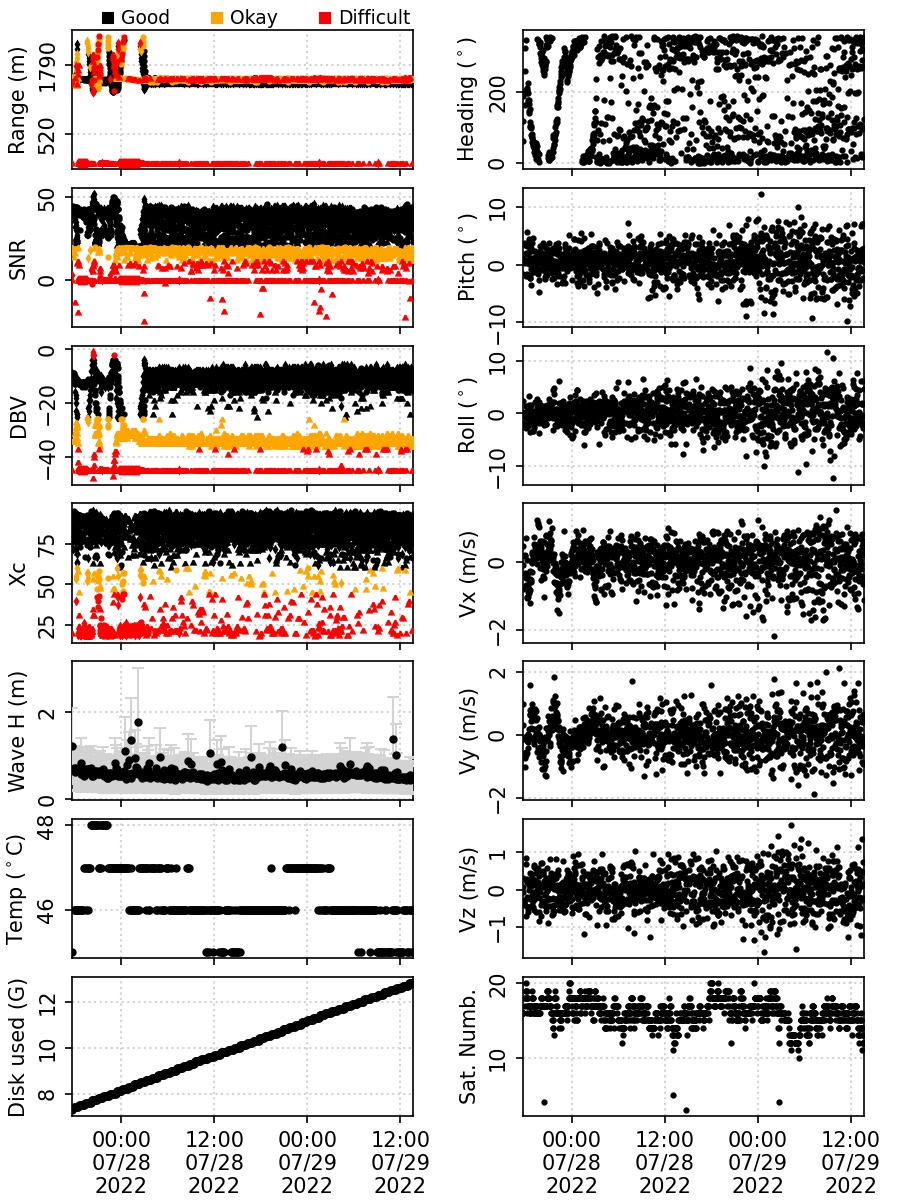 Good Okay Difficult
Range (m)
1790
520
SNR
50
0
DBV
0
−20
−40
Xc
75
50
25
Wave H (m)
2
0
Temp (°C)
48
46
Disk used (G)
12
10
8
00:00 12:00 00:00 12:00
07/28 07/28 07/29 07/29
2022 2022 2022 2022
Heading (°)
200
0
Pitch (°)
10
0
−10
Roll (°)
10
0
−10
Vx (m/s)
0
−2
Vy (m/s)
2
0
−2
Vz (m/s)
1
0
−1
Sat. Numb.
20
10
00:00 12:00 00:00 12:00
07/28 07/28 07/29 07/29
2022 2022 2022 2022